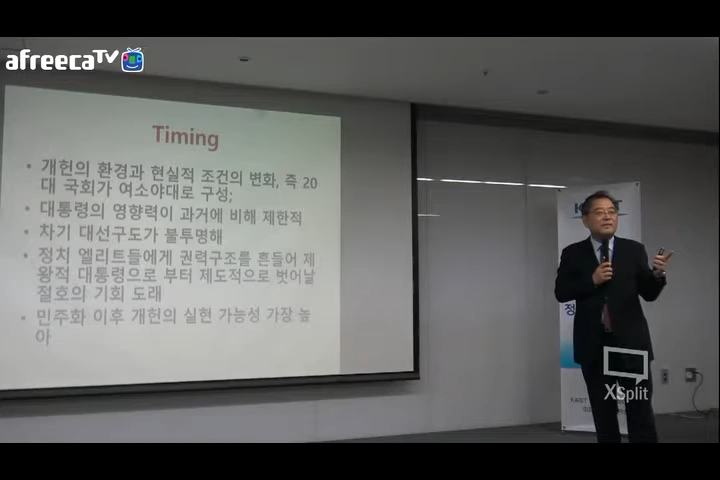 afreecaTV
Timing
• 개헌의 환경과 현실적 조건의 변화, 즉 20
대 국회가 여소야대로 구성;
• 대통령의 영향력이 과거에 비해 제한적
• 차기 대선구도가 불투명해
• 정치 엘리트들에게 권력구조를 흔들어 제
왕적 대통령으로 부터 제도적으로 벗어날
절호의 기회 도래
• 민주화 이후 개헌의 실현 가능성 가장 높
아
정
XSplit